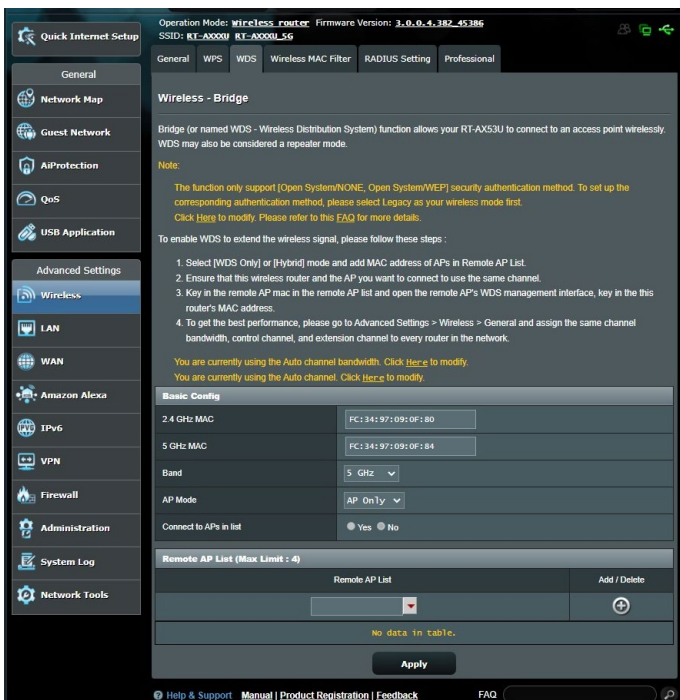 Quick Internet Setup
General
Network Map
Guest Network
AiProtection
QoS
USB Application
Advanced Settings
Wireless
LAN
WAN
Amazon Alexa
IPv6
VPN
Firewall
Administration
System Log
Network Tools
Operation Mode: Wireless router Firmware Version: 3.0.0.4.382_45386
SSID: RT-AXXXU RT-AXXXU_5G
General WPS WDS Wireless MAC Filter RADIUS Setting Professional
Wireless - Bridge
Bridge (or named WDS - Wireless Distribution System) function allows your RT-AX53U to connect to an access point wirelessly.
WDS may also be considered a repeater mode.
Note:
The function only support [Open System/NONE, Open System/WEP] security authentication method. To set up the
corresponding authentication method, please select Legacy as your wireless mode first.
Click Here to modify. Please refer to this FAQ for more details.
To enable WDS to extend the wireless signal, please follow these steps :
1. Select [WDS Only] or [Hybrid] mode and add MAC address of APs in Remote AP List.
2. Ensure that this wireless router and the AP you want to connect to use the same channel.
3. Key in the remote AP mac in the remote AP list and open the remote AP's WDS management interface, key in the this
router's MAC address.
4. To get the best performance, please go to Advanced Settings > Wireless > General and assign the same channel
bandwidth, control channel, and extension channel to every router in the network.
You are currently using the Auto channel bandwidth. Click Here to modify.
You are currently using the Auto channel. Click Here to modify.
Basic Config
2.4 GHz MAC FC:34:97:09:0F:80
5 GHz MAC FC:34:97:09:0F:84
Band 5 GHz
AP Mode AP Only
Connect to APs in list Yes No
Remote AP List (Max Limit : 4)
Remote AP List Add / Delete
No data in table.
Apply
Help & Support Manual | Product Registration | Feedback FAQ